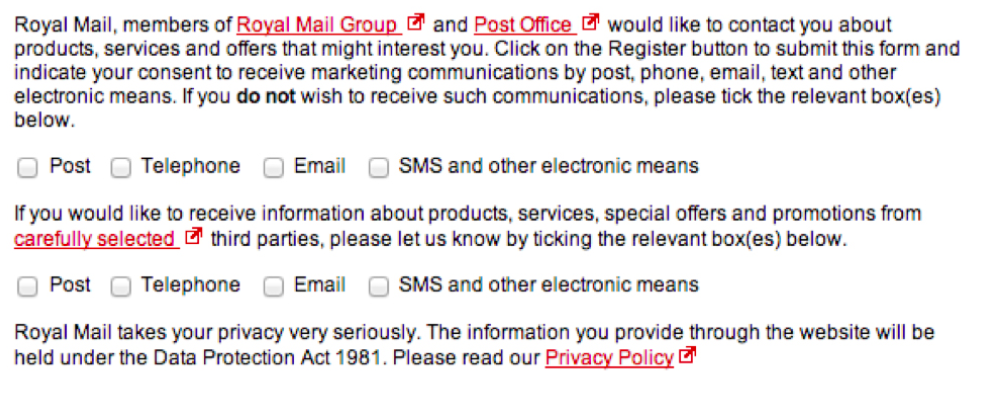 Royal Mail, members of Royal Mail Group and Post Office would like to contact you about
products, services and offers that might interest you. Click on the Register button to submit this form and
indicate your consent to receive marketing communications by post, phone, email, text and other
electronic means. If you do not wish to receive such communications, please tick the relevant box(es)
below.
Post Telephone Email SMS and other electronic means
If you would like to receive information about products, services, special offers and promotions from
carefully selected third parties, please let us know by ticking the relevant box(es) below.
Post Telephone Email SMS and other electronic means
Royal Mail takes your privacy very seriously. The information you provide through the website will be
held under the Data Protection Act 1981. Please read our Privacy Policy